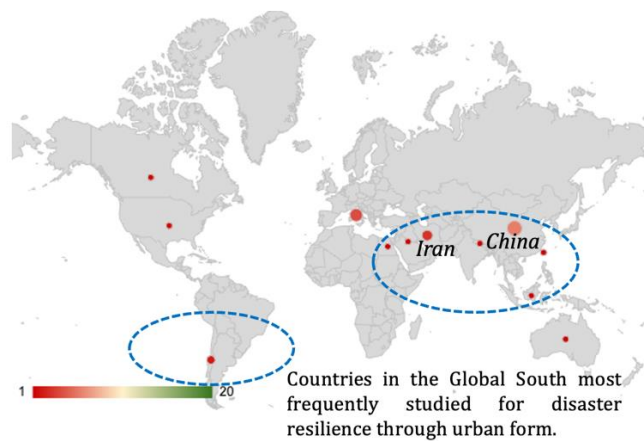 Iran
China
1
20
Countries in the Global South most
frequently studied for disaster
resilience through urban form.